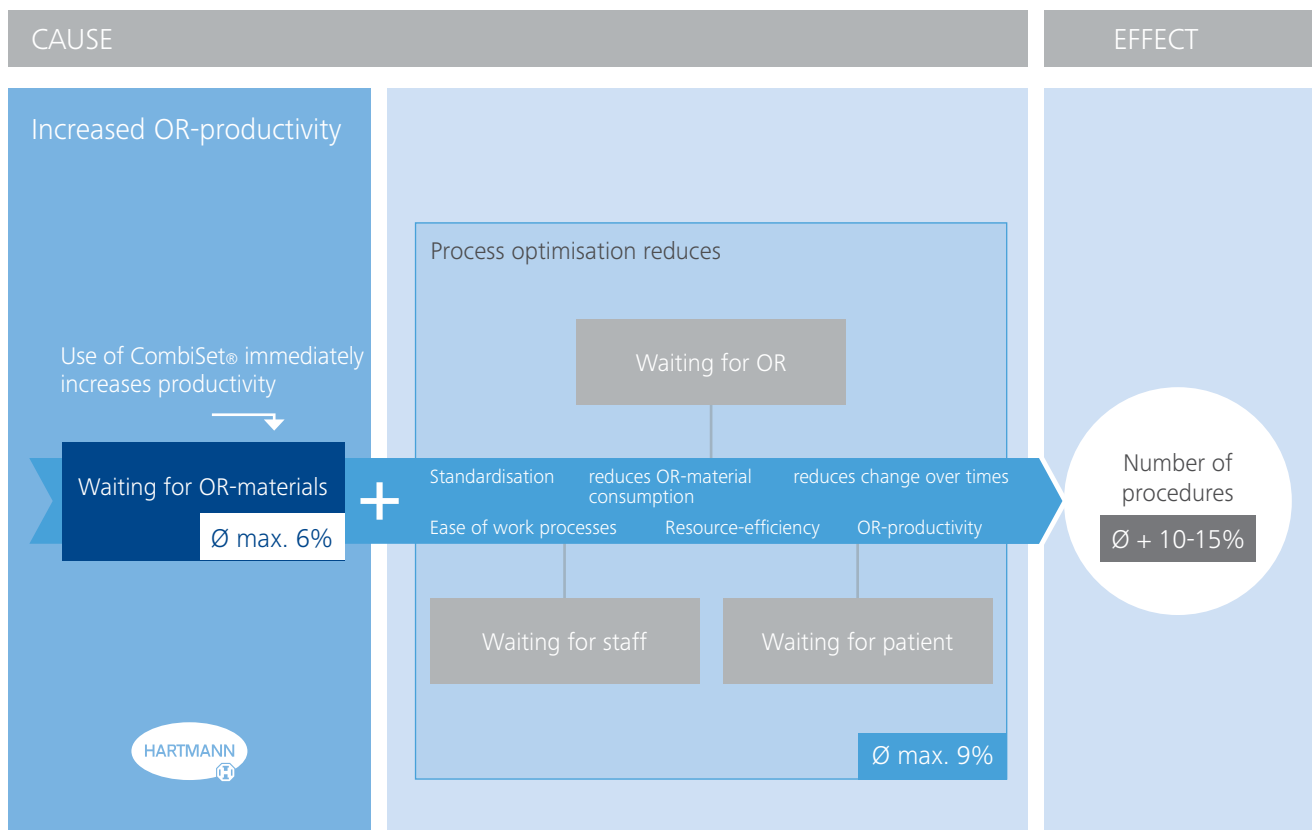 CAUSE
EFFECT
Increased OR-productivity
Use of CombiSet® immediately
increases productivity
Waiting for OR-materials
Ø max. 6%
+
Process optimisation reduces
Waiting for OR
Standardisation
reduces OR-material
consumption
reduces change over times
Ease of work processes
Resource-efficiency
OR-productivity
Waiting for staff
Waiting for patient
Ø max. 9%
Number of
procedures
Ø + 10-15%
HARTMANN
H